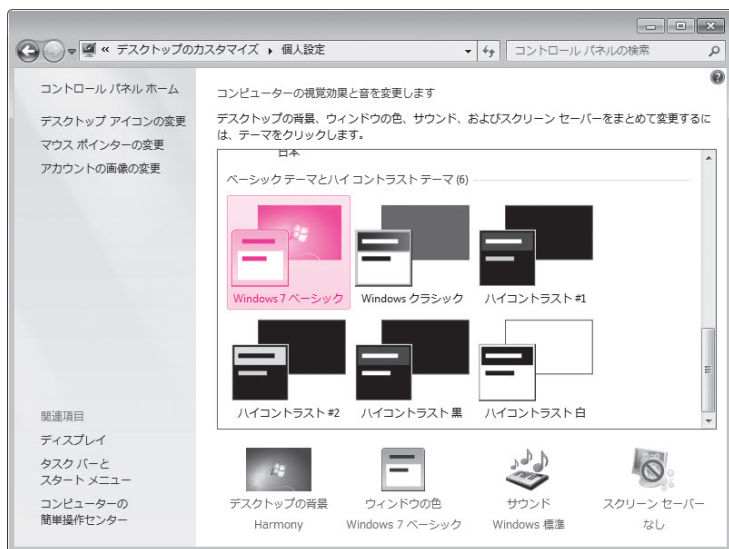 « デスクトップのカスタマイズ 個人設定
コントロール パネルの検索
コントロール パネル ホーム
デスクトップ アイコンの変更
マウス ポインターの変更
アカウントの画像の変更
コンピューターの視覚効果と音を変更します
デスクトップの背景、ウィンドウの色、サウンド、およびスクリーン セーバーをまとめて変更するに
は、テーマをクリックします。
日本
ベーシック テーマとハイ コントラスト テーマ (6)
Windows 7 ベーシック
Windows クラシック
ハイコントラスト #1
ハイコントラスト #2
ハイコントラスト 黒
ハイコントラスト 白
関連項目
ディスプレイ
タスク バーと
スタート メニュー
コンピューターの
簡単操作センター
デスクトップの背景
Harmony
ウィンドウの色
Windows 7 ベーシック
サウンド
Windows 標準
スクリーン セーバー
なし